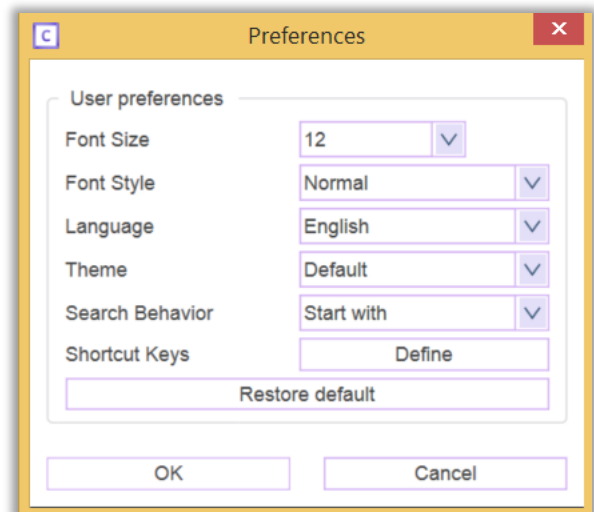 C Preferences
User preferences
Font Size 12
Font Style Normal
Language English
Theme Default
Search Behavior Start with
Shortcut Keys Define
Restore default
OK Cancel